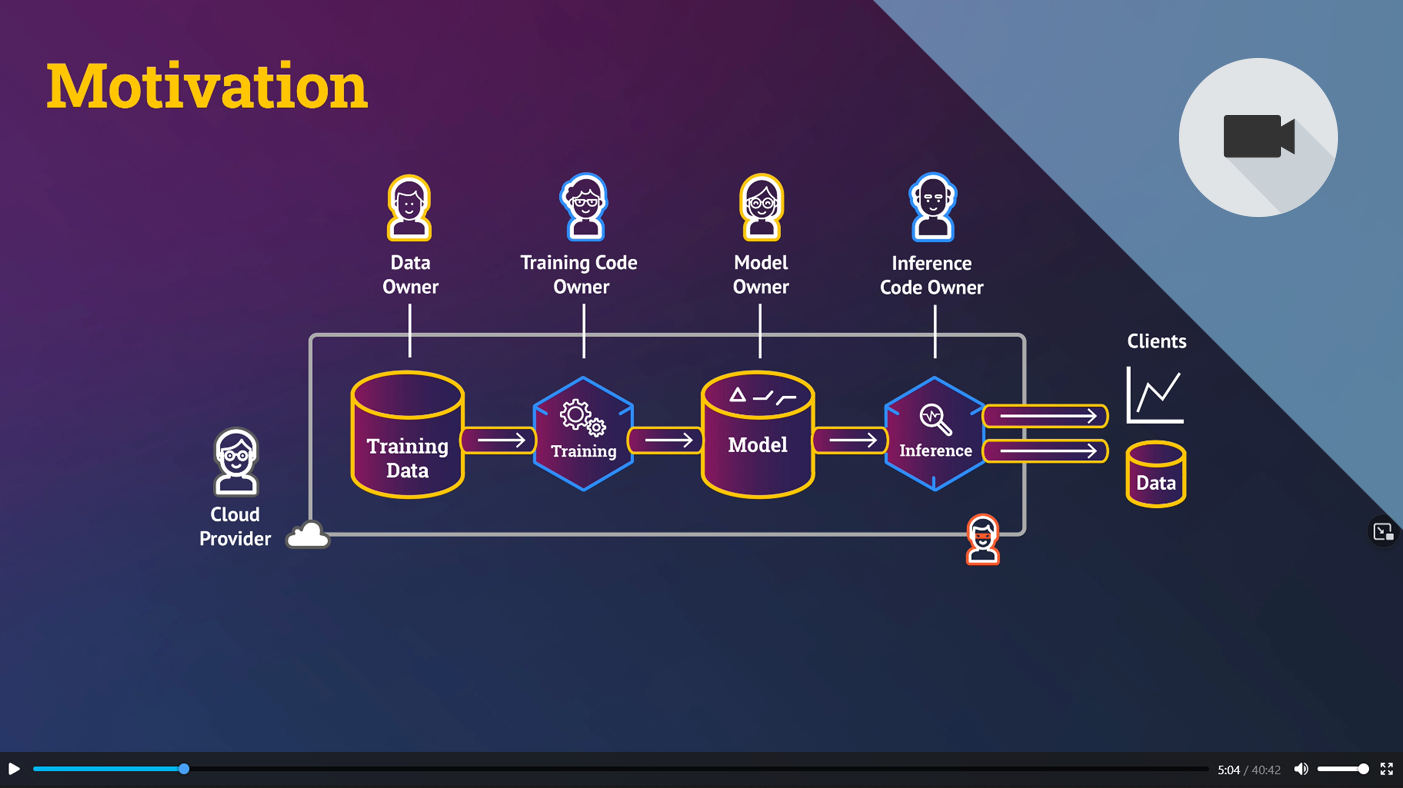 Motivation
Data
Owner
Training Code
Owner
Model
Owner
Inference
Code Owner
Clients
Training
Data
Training
Model
Inference
Data
Cloud
Provider
5:04 / 40:42